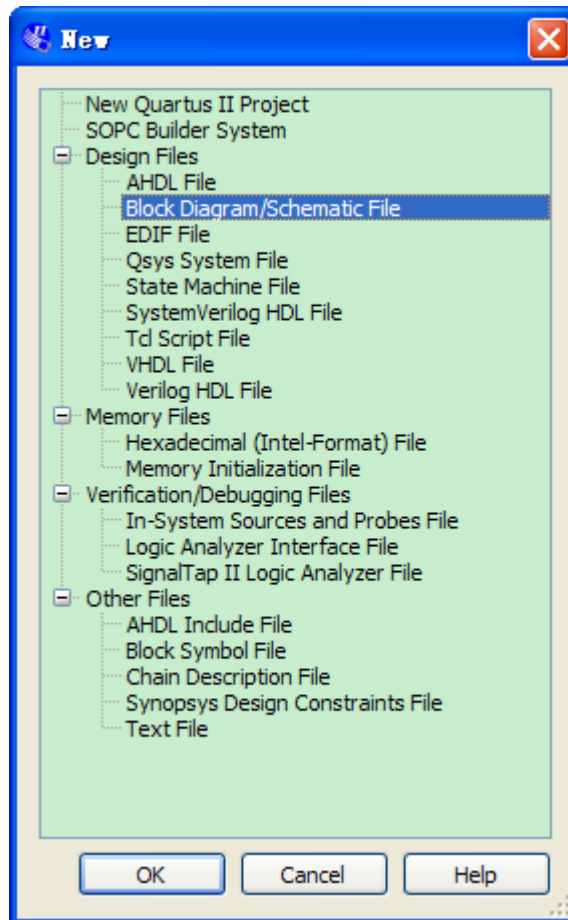 New
New Quartus II Project
SOPC Builder System
Design Files
AHDL File
Block Diagram/Schematic File
EDIF File
Qsys System File
State Machine File
SystemVerilog HDL File
Tcl Script File
VHDL File
Verilog HDL File
Memory Files
Hexadecimal (Intel-Format) File
Memory Initialization File
Verification/Debugging Files
In-System Sources and Probes File
Logic Analyzer Interface File
SignalTap II Logic Analyzer File
Other Files
AHDL Include File
Block Symbol File
Chain Description File
Synopsys Design Constraints File
Text File
OK Cancel Help